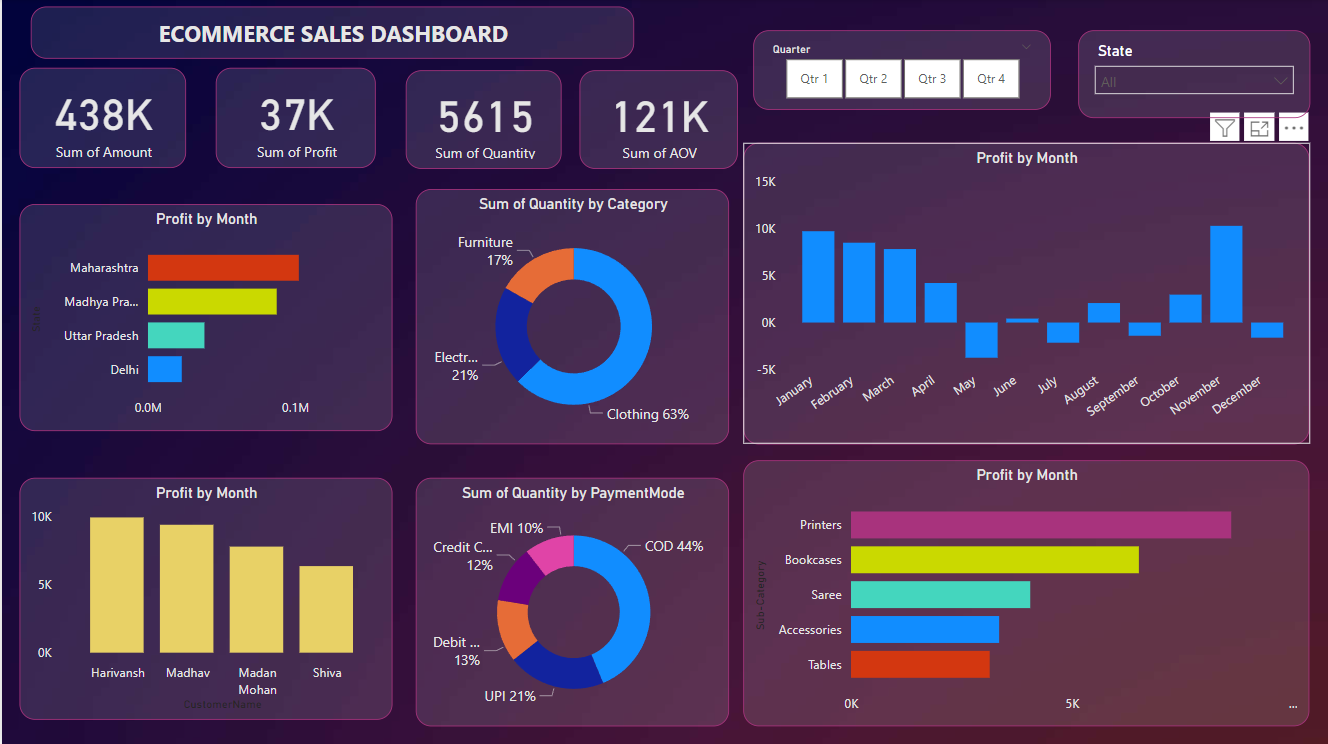 ECOMMERCE SALES DASHBOARD
438K
Sum of Amount
37K
Sum of Profit
5615
Sum of Quantity
121K
Sum of AOV
Quarter
Qtr 1
Qtr 2
Qtr 3
Qtr 4
State
All
Profit by Month
State
Maharashtra
Madhya Pra...
Uttar Pradesh
Delhi
0.0M
0.1M
Sum of Quantity by Category
Furniture
17%
Electr...
21%
Clothing 63%
Profit by Month
15K
10K
5K
0K
-5K
January
February
March
April
May
June
July
August
September
October
November
December
Profit by Month
10K
5K
0K
Harivansh
Madhav
Madan
Mohan
Shiva
CustomerName
Sum of Quantity by PaymentMode
EMI 10%
Credit C...
12%
Debit ...
13%
UPI 21%
COD 44%
Profit by Month
Sub-Category
Printers
Bookcases
Saree
Accessories
Tables
0K
5K
...